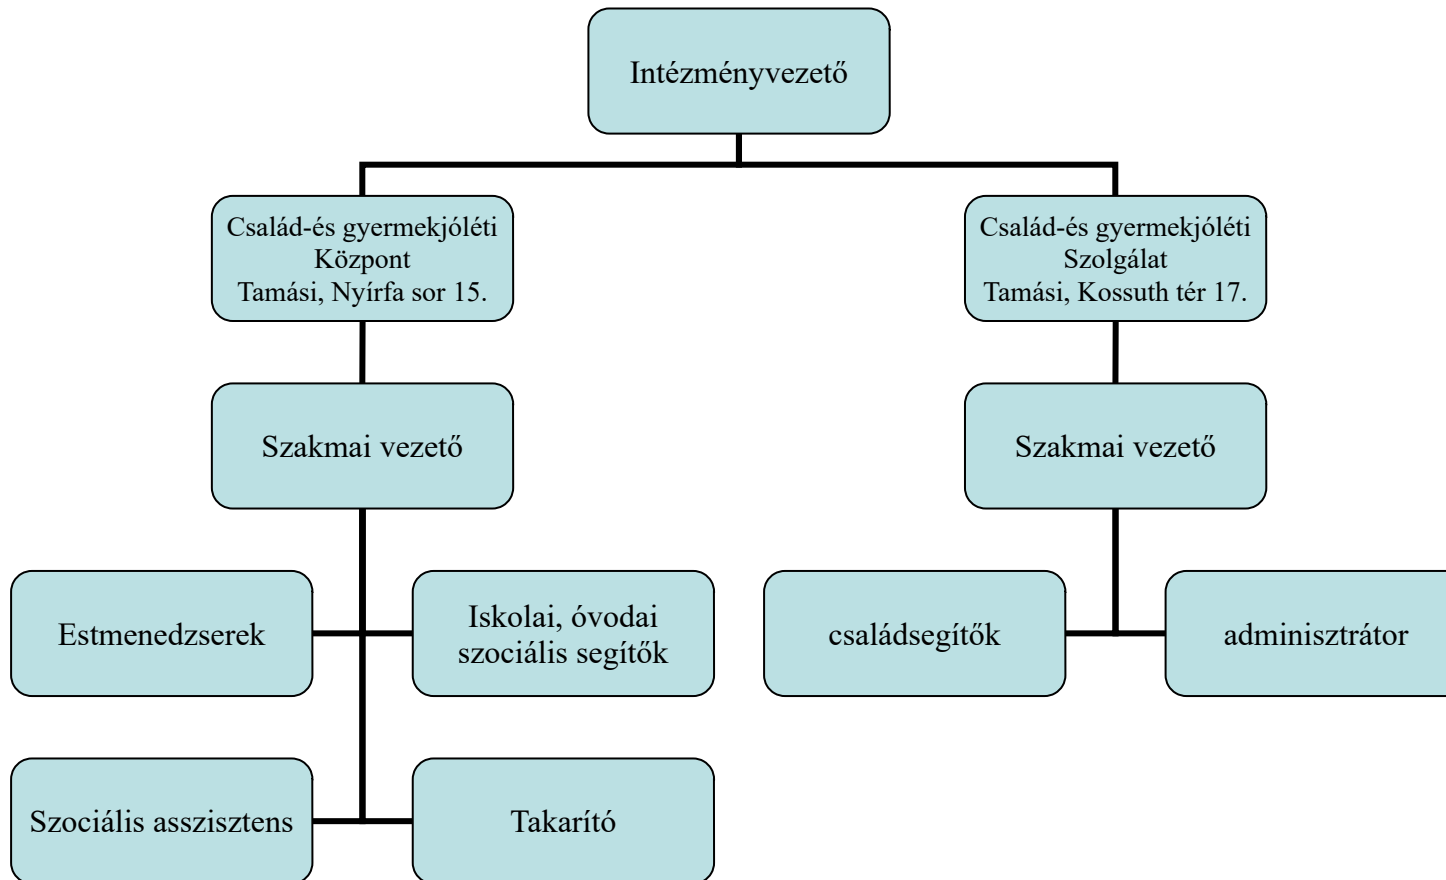 Intézményvezető
Család-és gyermekjóléti
Központ
Tamási, Nyírfa sor 15.
Család-és gyermekjóléti
Szolgálat
Tamási, Kossuth tér 17.
Szakmai vezető
Szakmai vezető
Estmenedzserek
Iskolai, óvodai
szociális segítők
családsegítők
adminisztrátor
Szociális asszisztens
Takarító